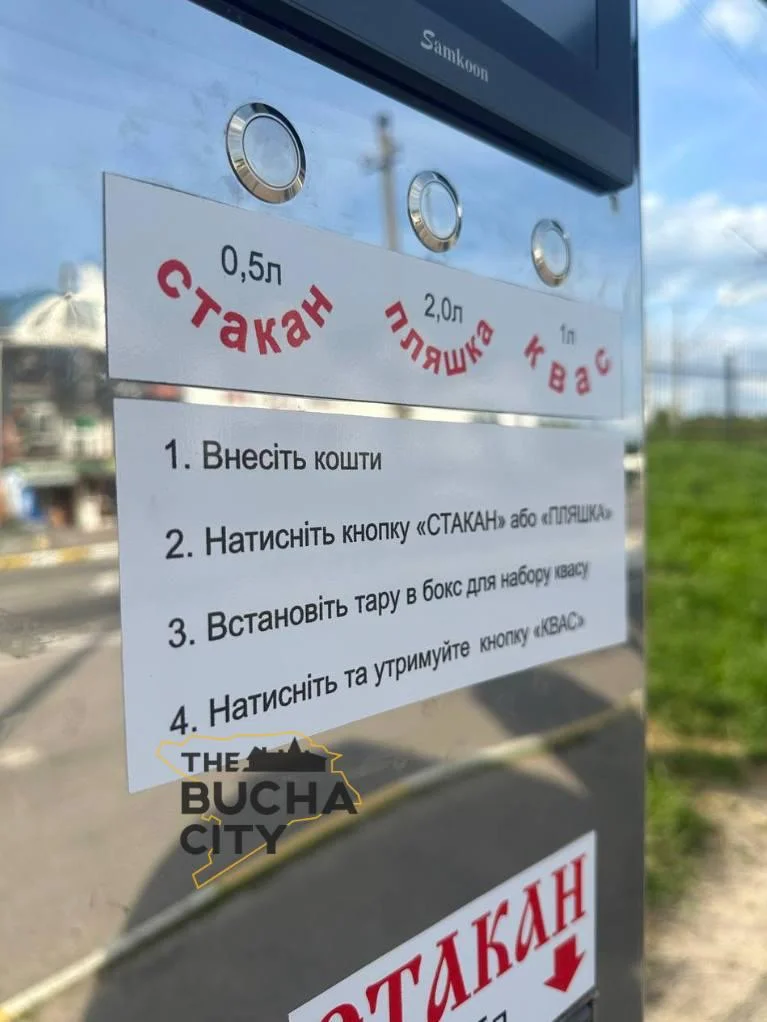 Samkoon
0,5л
стакан
2,0л
пляшка
1л
квас
1. Внесіть кошти
2. Натисніть кнопку «СТАКАН» або «ПЛЯШКА»
3. Встановіть тару в бокс для набору квасу
4. Натисніть та утримуйте кнопку «КВАС»
THE
BUCHA
CITY
СТАКАН